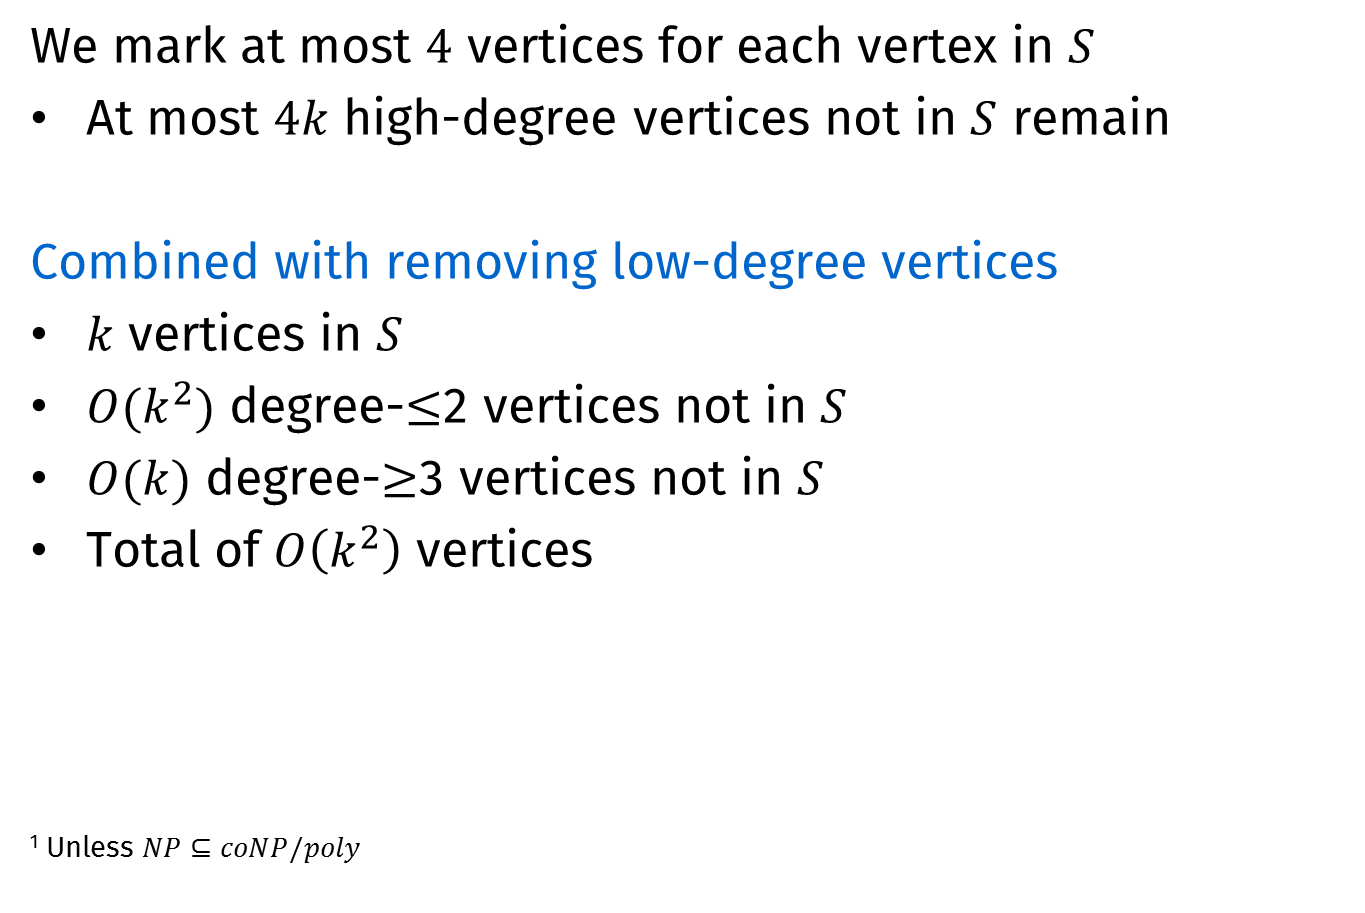 We mark at most 4 vertices for each vertex in S
• At most 4k high-degree vertices not in S remain
Combined with removing low-degree vertices
• k vertices in S
• O(k²) degree-≤2 vertices not in S
• O(k) degree-≥3 vertices not in S
• Total of O(k²) vertices
¹ Unless NP ⊆ coNP/poly